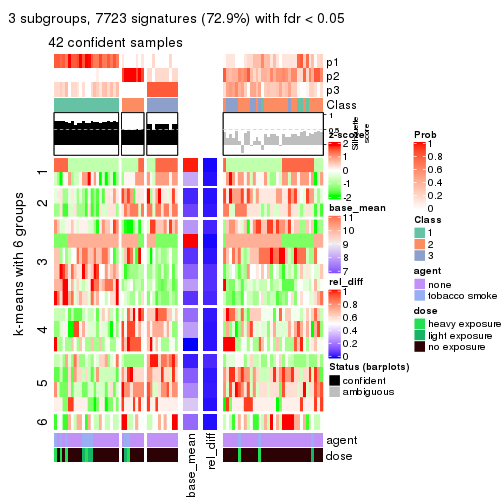 3 subgroups, 7723 signatures (72.9%) with fdr < 0.05
42 confident samples
p1
p2
p3
Class
1
0.5
0
Silhouette
score
k-means with 6 groups
1
2
3
4
5
6
agent
dose
base_mean
rel_diff
z-score
2
1
0
-1
-2
base_mean
11
10
9
8
7
rel_diff
1
0.8
0.6
0.4
0.2
0
Status (barplots)
confident
ambiguous
Prob
1
0.8
0.6
0.4
0.2
0
Class
1
2
3
agent
none
tobacco smoke
dose
heavy exposure
light exposure
no exposure